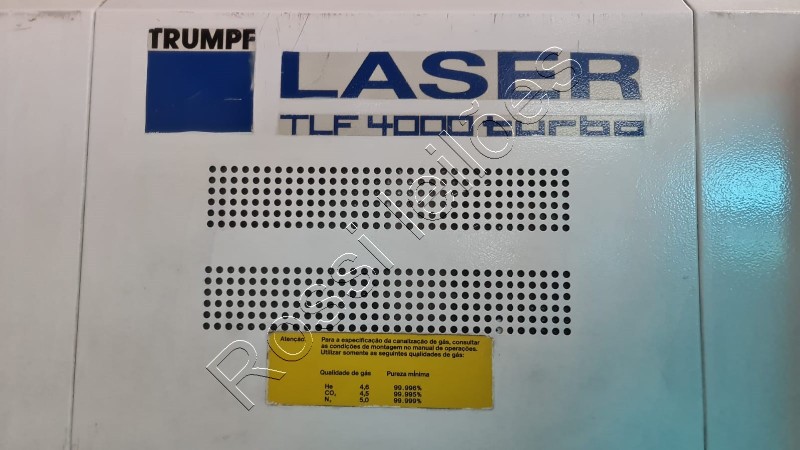 TRUMPF
LASER
TLF 4000 turbo
Atenção: Para a especificação da canalização de gás, consultar
as condições de montagem no manual de operações.
Utilizar somente as seguintes qualidades de gás:
Qualidade de gás Pureza mínima
He 4,6 99.996%
CO₂ 4,5 99.995%
N₂ 5,0 99.999%
Rossi leilões